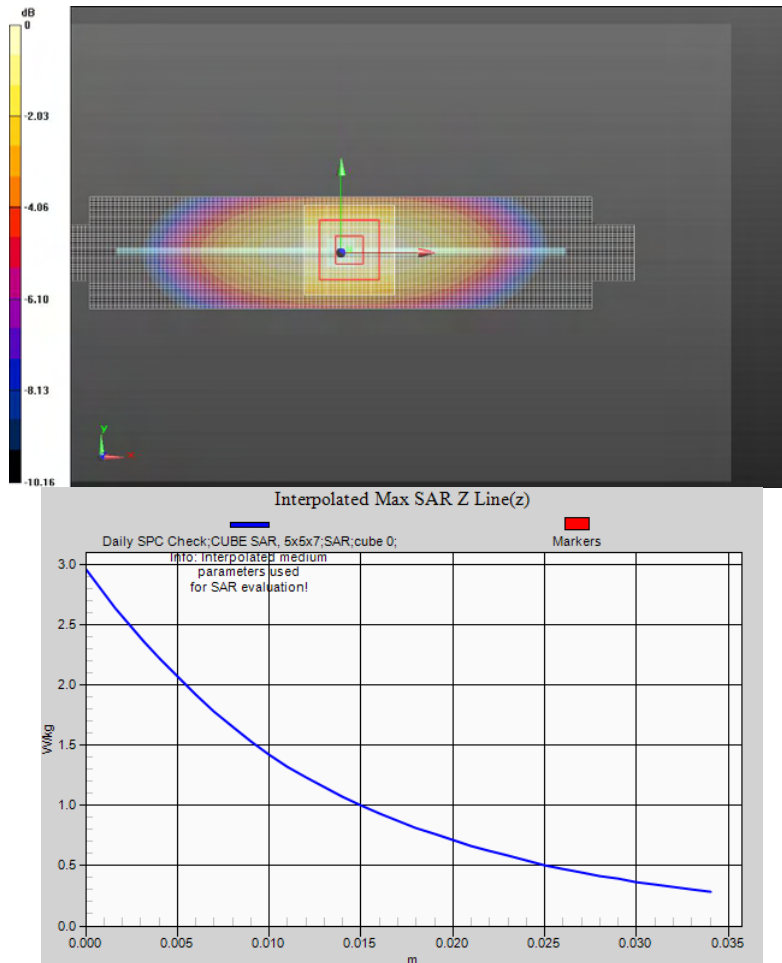 dB
0
-2.03
-4.06
-6.10
-8.13
-10.16
y
x
Interpolated Max SAR Z Line(z)
Daily SPC Check;CUBE SAR, 5x5x7;SAR;cube 0;
Info: Interpolated medium
parameters used
for SAR evaluation!
Markers
3.0
2.5
2.0
1.5
1.0
0.5
0.0
W/kg
0.000 0.005 0.010 0.015 0.020 0.025 0.030 0.035
m